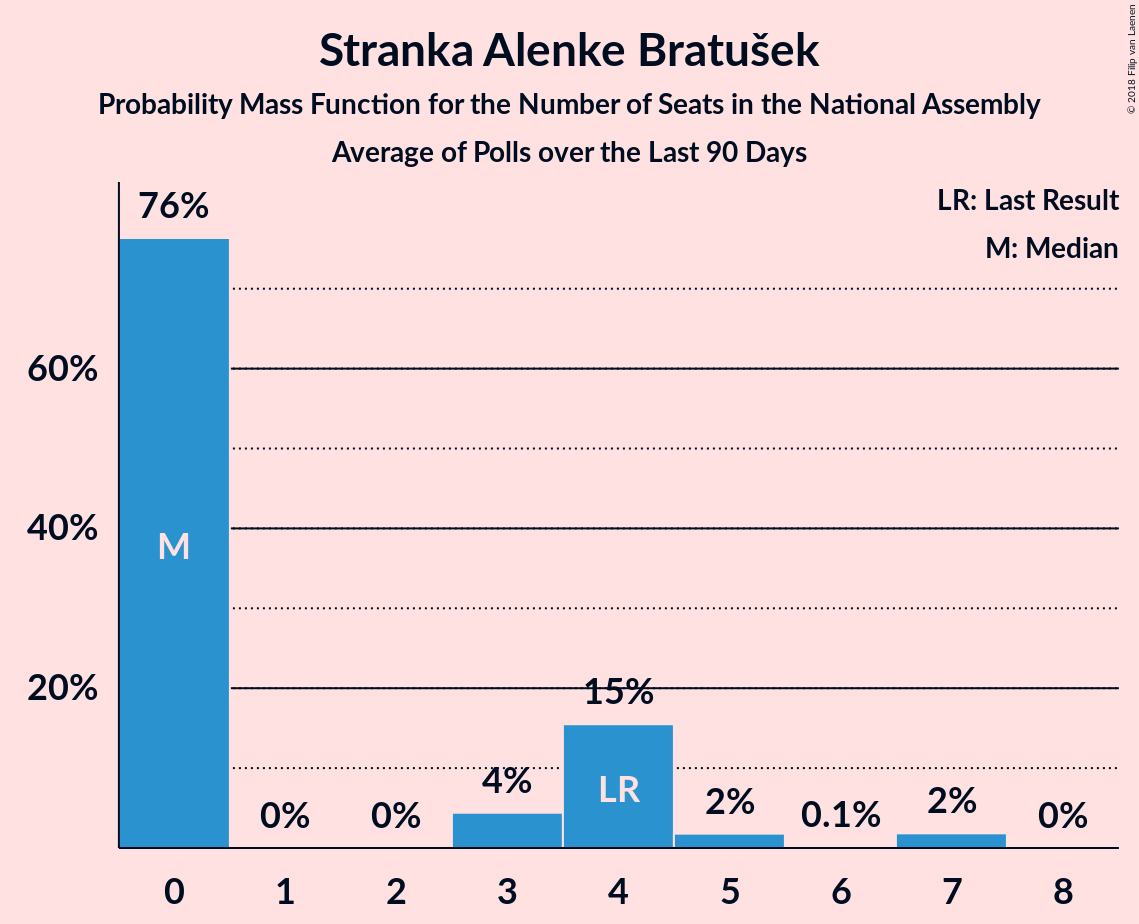 Stranka Alenke Bratušek
Probability Mass Function for the Number of Seats in the National Assembly
Average of Polls over the Last 90 Days
© 2018 Filip van Laenen
LR: Last Result
M: Median
76%
60%
40%
20%
M
0%
0%
4%
15%
LR
2%
0.1%
2%
0%
0 1 2 3 4 5 6 7 8